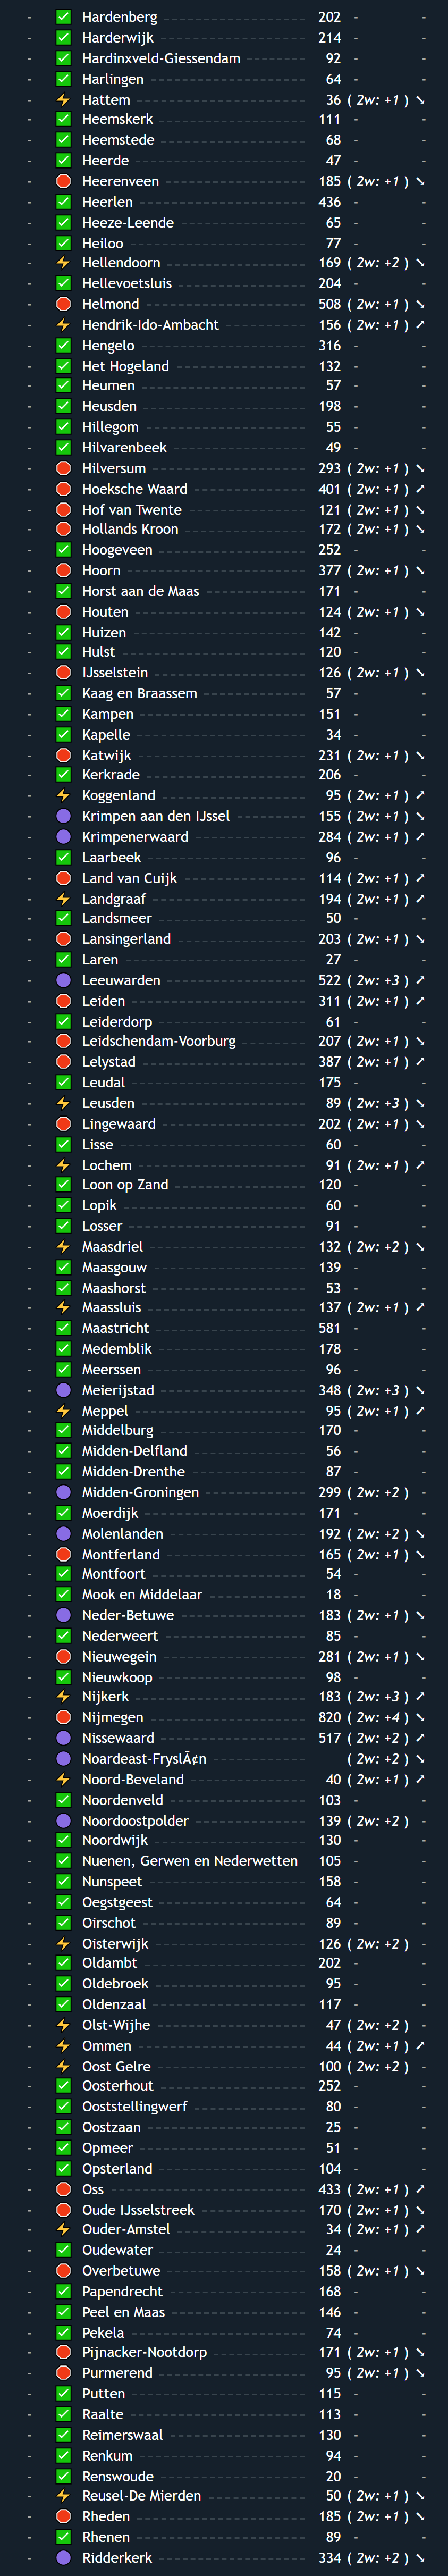 - ✅ Hardenberg 202 - -
- ✅ Harderwijk 214 - -
- ✅ Hardinxveld-Giessendam 92 - -
- ✅ Harlingen 64 - -
- ⚡ Hattem 36 ( 2w: +1 ) ↘
- ✅ Heemskerk 111 - -
- ✅ Heemstede 68 - -
- ✅ Heerde 47 - -
- 🛑 Heerenveen 185 ( 2w: +1 ) ↘
- ✅ Heerlen 436 - -
- ✅ Heeze-Leende 65 - -
- ✅ Heiloo 77 - -
- ⚡ Hellendoorn 169 ( 2w: +2 ) ↘
- ✅ Hellevoetsluis 204 - -
- 🛑 Helmond 508 ( 2w: +1 ) ↘
- ⚡ Hendrik-Ido-Ambacht 156 ( 2w: +1 ) ↗
- ✅ Hengelo 316 - -
- ✅ Het Hogeland 132 - -
- ✅ Heumen 57 - -
- ✅ Heusden 198 - -
- ✅ Hillegom 55 - -
- ✅ Hilvarenbeek 49 - -
- 🛑 Hilversum 293 ( 2w: +1 ) ↘
- 🛑 Hoeksche Waard 401 ( 2w: +1 ) ↗
- 🛑 Hof van Twente 121 ( 2w: +1 ) ↘
- 🛑 Hollands Kroon 172 ( 2w: +1 ) ↘
- ✅ Hoogeveen 252 - -
- 🛑 Hoorn 377 ( 2w: +1 ) ↘
- ✅ Horst aan de Maas 171 - -
- 🛑 Houten 124 ( 2w: +1 ) ↘
- ✅ Huizen 142 - -
- ✅ Hulst 120 - -
- 🛑 IJsselstein 126 ( 2w: +1 ) ↘
- ✅ Kaag en Braassem 57 - -
- ✅ Kampen 151 - -
- ✅ Kapelle 34 - -
- 🛑 Katwijk 231 ( 2w: +1 ) ↘
- ✅ Kerkrade 206 - -
- ⚡ Koggenland 95 ( 2w: +1 ) ↗
- 🟣 Krimpen aan den IJssel 155 ( 2w: +1 ) ↘
- 🟣 Krimpenerwaard 284 ( 2w: +1 ) ↗
- ✅ Laarbeek 96 - -
- 🛑 Land van Cuijk 114 ( 2w: +1 ) ↗
- ⚡ Landgraaf 194 ( 2w: +1 ) ↗
- ✅ Landsmeer 50 - -
- 🛑 Lansingerland 203 ( 2w: +1 ) ↘
- ✅ Laren 27 - -
- 🟣 Leeuwarden 522 ( 2w: +3 ) ↗
- 🛑 Leiden 311 ( 2w: +1 ) ↗
- ✅ Leiderdorp 61 - -
- 🛑 Leidschendam-Voorburg 207 ( 2w: +1 ) ↘
- 🛑 Lelystad 387 ( 2w: +1 ) ↗
- ✅ Leudal 175 - -
- ⚡ Leusden 89 ( 2w: +3 ) ↘
- 🛑 Lingewaard 202 ( 2w: +1 ) ↘
- ✅ Lisse 60 - -
- ⚡ Lochem 91 ( 2w: +1 ) ↗
- ✅ Loon op Zand 120 - -
- ✅ Lopik 60 - -
- ✅ Losser 91 - -
- ⚡ Maasdriel 132 ( 2w: +2 ) ↘
- ✅ Maasgouw 139 - -
- ✅ Maashorst 53 - -
- ⚡ Maassluis 137 ( 2w: +1 ) ↗
- ✅ Maastricht 581 - -
- ✅ Medemblik 178 - -
- ✅ Meerssen 96 - -
- 🟣 Meierijstad 348 ( 2w: +3 ) ↘
- ⚡ Meppel 95 ( 2w: +1 ) ↗
- ✅ Middelburg 170 - -
- ✅ Midden-Delfland 56 - -
- ✅ Midden-Drenthe 87 - -
- 🟣 Midden-Groningen 299 ( 2w: +2 )
- ✅ Moerdijk 171 - -
- 🟣 Molenlanden 192 ( 2w: +2 ) ↘
- 🛑 Montferland 165 ( 2w: +1 ) ↘
- ✅ Montfoort 54 - -
- ✅ Mook en Middelaar 18 - -
- 🟣 Neder-Betuwe 183 ( 2w: +1 ) ↘
- ✅ Nederweert 85 - -
- 🛑 Nieuwegein 281 ( 2w: +1 ) ↘
- ✅ Nieuwkoop 98 - -
- ⚡ Nijkerk 183 ( 2w: +3 ) ↗
- 🛑 Nijmegen 820 ( 2w: +4 ) ↘
- 🟣 Nissewaard 517 ( 2w: +2 ) ↗
- 🟣 Noardeast-FryslÃ¢n ( 2w: +2 ) ↘
- ⚡ Noord-Beveland 40 ( 2w: +1 ) ↗
- ✅ Noordenveld 103 - -
- 🟣 Noordoostpolder 139 ( 2w: +2 )
- ✅ Noordwijk 130 - -
- ✅ Nuenen, Gerwen en Nederwetten 105 - -
- ✅ Nunspeet 158 - -
- ✅ Oegstgeest 64 - -
- ✅ Oirschot 89 - -
- ⚡ Oisterwijk 126 ( 2w: +2 )
- ✅ Oldambt 202 - -
- ✅ Oldebroek 95 - -
- ✅ Oldenzaal 117 - -
- ⚡ Olst-Wijhe 47 ( 2w: +2 )
- ⚡ Ommen 44 ( 2w: +1 ) ↗
- ⚡ Oost Gelre 100 ( 2w: +2 )
- ✅ Oosterhout 252 - -
- ✅ Ooststellingwerf 80 - -
- ✅ Oostzaan 25 - -
- ✅ Opmeer 51 - -
- ✅ Opsterland 104 - -
- 🛑 Oss 433 ( 2w: +1 ) ↗
- 🛑 Oude IJsselstreek 170 ( 2w: +1 ) ↘
- ⚡ Ouder-Amstel 34 ( 2w: +1 ) ↗
- ✅ Oudewater 24 - -
- 🛑 Overbetuwe 158 ( 2w: +1 ) ↘
- ✅ Papendrecht 168 - -
- ✅ Peel en Maas 146 - -
- ✅ Pekela 74 - -
- 🛑 Pijnacker-Nootdorp 171 ( 2w: +1 ) ↘
- 🛑 Purmerend 95 ( 2w: +1 ) ↘
- ✅ Putten 115 - -
- ✅ Raalte 113 - -
- ✅ Reimerswaal 130 - -
- ✅ Renkum 94 - -
- ✅ Renswoude 20 - -
- ⚡ Reusel-De Mierden 50 ( 2w: +1 ) ↘
- 🛑 Rheden 185 ( 2w: +1 ) ↘
- ✅ Rhenen 89 - -
- 🟣 Ridderkerk 334 ( 2w: +2 ) ↘